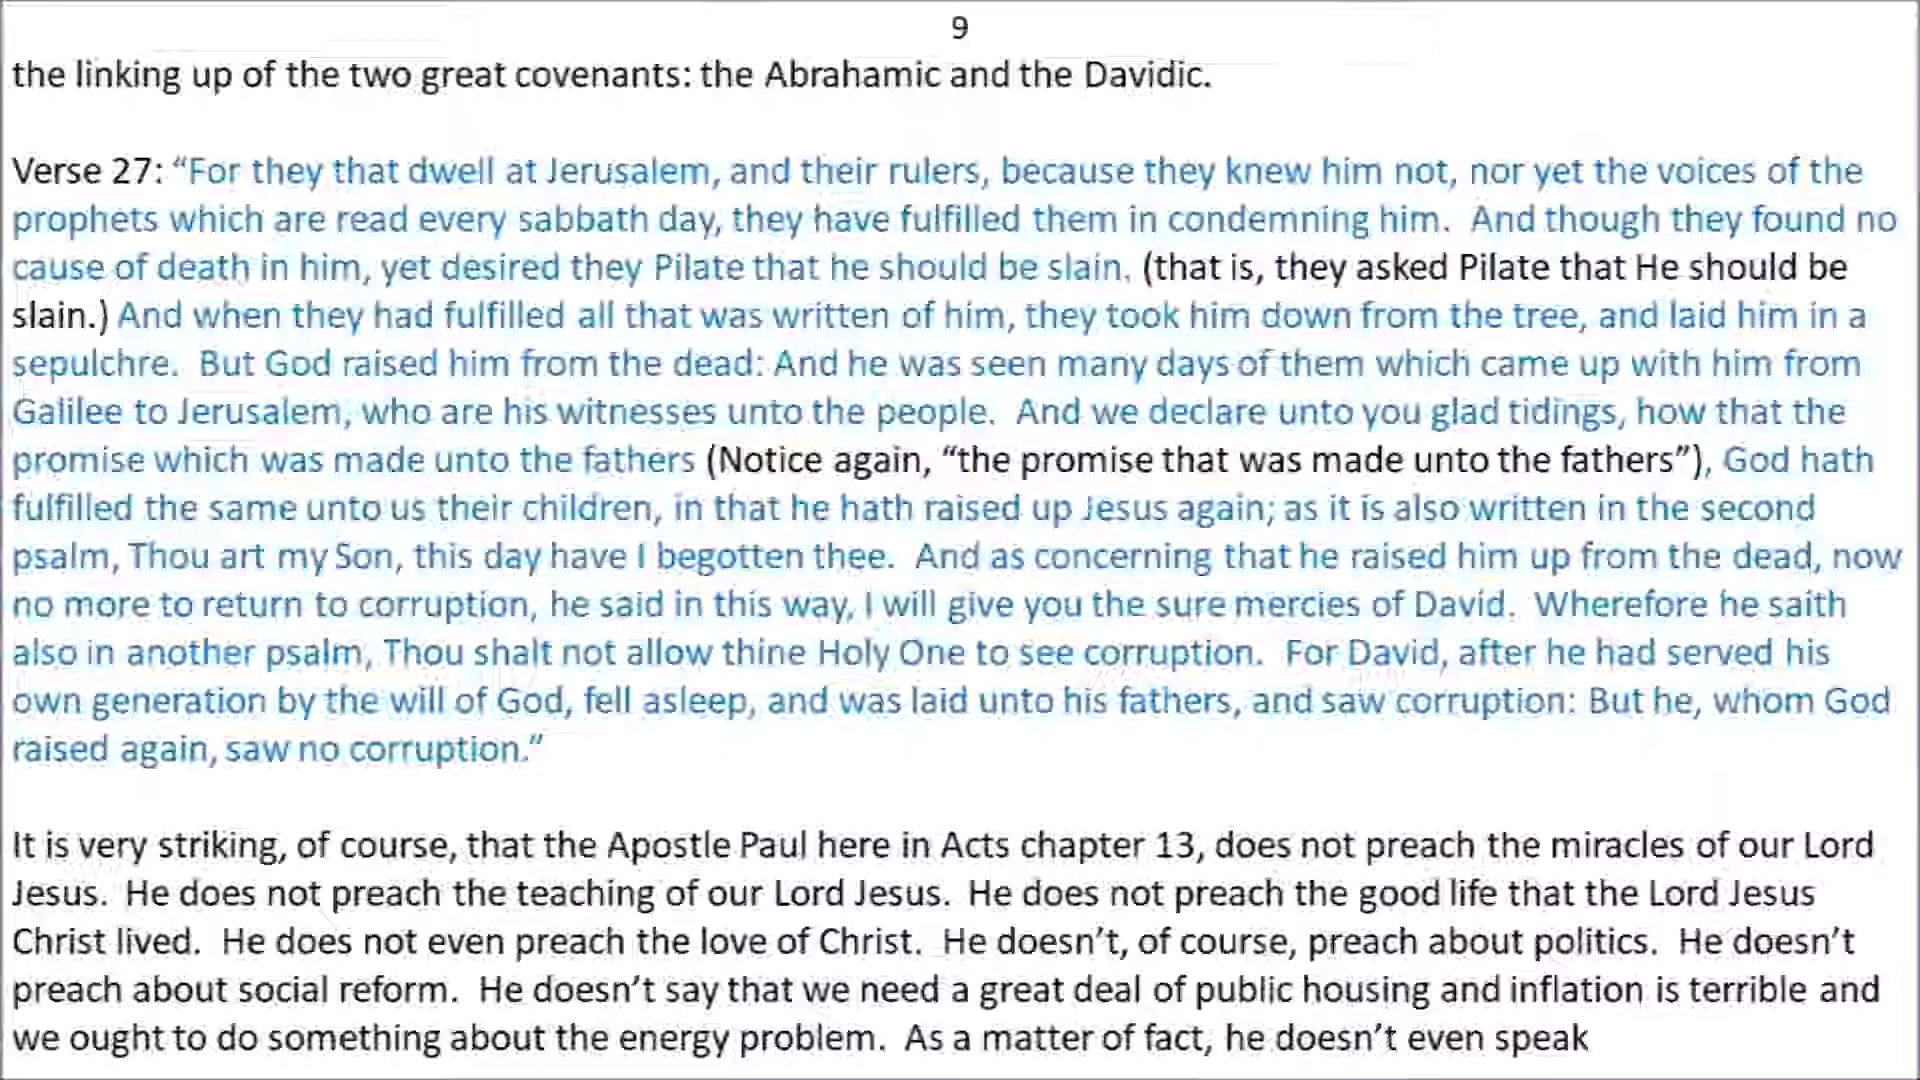 9
the linking up of the two great covenants: the Abrahamic and the Davidic.
Verse 27: “For they that dwell at Jerusalem, and their rulers, because they knew him not, nor yet the voices of the
prophets which are read every sabbath day, they have fulfilled them in condemning him.  And though they found no
cause of death in him, yet desired they Pilate that he should be slain. (that is, they asked Pilate that He should be
slain.) And when they had fulfilled all that was written of him, they took him down from the tree, and laid him in a
sepulchre.  But God raised him from the dead: And he was seen many days of them which came up with him from
Galilee to Jerusalem, who are his witnesses unto the people.  And we declare unto you glad tidings, how that the
promise which was made unto the fathers (Notice again, “the promise that was made unto the fathers”), God hath
fulfilled the same unto us their children, in that he hath raised up Jesus again; as it is also written in the second
psalm, Thou art my Son, this day have I begotten thee.  And as concerning that he raised him up from the dead, now
no more to return to corruption, he said in this way, I will give you the sure mercies of David.  Wherefore he saith
also in another psalm, Thou shalt not allow thine Holy One to see corruption.  For David, after he had served his
own generation by the will of God, fell asleep, and was laid unto his fathers, and saw corruption: But he, whom God
raised again, saw no corruption.”
It is very striking, of course, that the Apostle Paul here in Acts chapter 13, does not preach the miracles of our Lord
Jesus.  He does not preach the teaching of our Lord Jesus.  He does not preach the good life that the Lord Jesus
Christ lived.  He does not even preach the love of Christ.  He doesn’t, of course, preach about politics.  He doesn’t
preach about social reform.  He doesn’t say that we need a great deal of public housing and inflation is terrible and
we ought to do something about the energy problem.  As a matter of fact, he doesn’t even speak